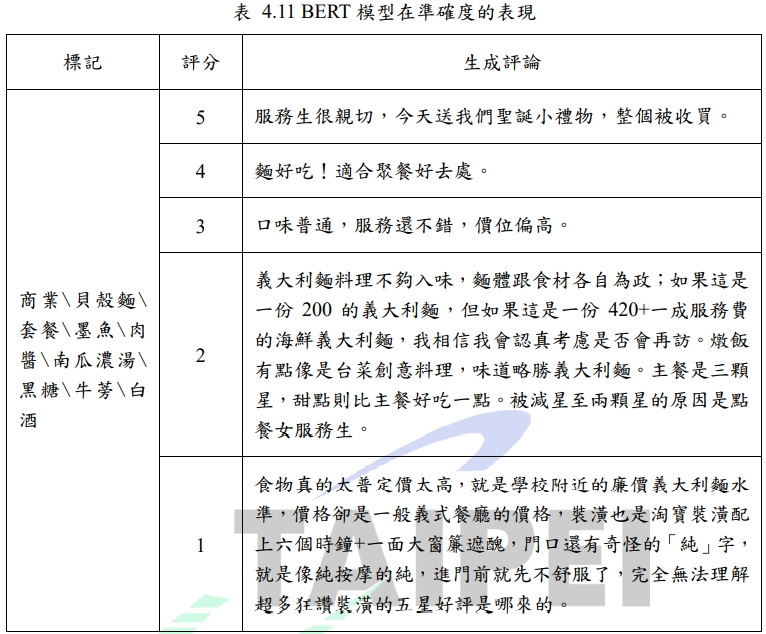 表 4.11 BERT 模型在準確度的表現
標記 評分 生成評論
商業\貝殼麵\
套餐\墨魚\肉
醬\南瓜濃湯\
黑糖\牛蒡\白
酒
5 服務生很親切，今天送我們聖誕小禮物，整個被收買。
4 麵好吃！適合聚餐好去處。
3 口味普通，服務還不錯，價位偏高。
2
義大利麵料理不夠入味，麵體跟食材各自為政；如果這是
一份 200 的義大利麵，但如果這是一份 420+一成服務費
的海鮮義大利麵，我相信我會認真考慮是否會再訪。燉飯
有點像是台菜創意料理，味道略勝義大利麵。主餐是三顆
星，甜點則比主餐好吃一點。被減星至兩顆星的原因是點
餐女服務生。
1
食物真的太普定價太高，就是學校附近的廉價義大利麵水
準，價格卻是一般義式餐廳的價格，裝潢也是淘寶裝潢配
上六個時鐘+一面大窗簾遮醜，門口還有奇怪的「純」字，
就是像純按摩的純，進門前就先不舒服了，完全無法理解
超多狂讚裝潢的五星好評是哪來的。
TAIPEI